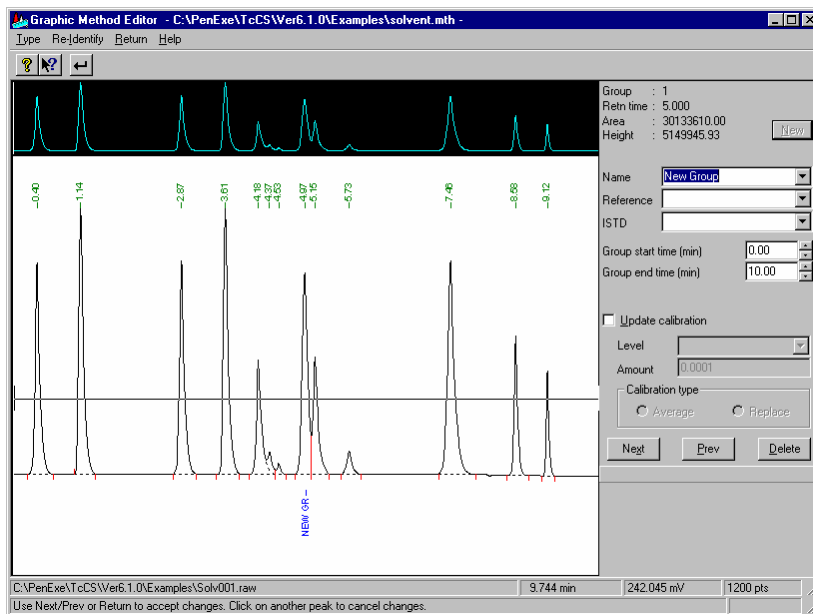 Graphic Method Editor - C:\PenExe\TcCS\Ver6.1.0\Examples\solvent.mth -
Type Re-Identify Return Help
Group : 1
Retn time : 5.000
Area : 30133610.00
Height : 5149945.93
New
Name New Group
Reference
ISTD
Group start time (min) 0.00
Group end time (min) 10.00
Update calibration
Level
Amount 0.0001
Calibration type
Average Replace
Next Prev Delete
-0.40
-1.14
-2.87
-3.61
-4.18
-4.37
-4.53
-4.97
-5.15
-5.73
-7.46
-8.58
-9.12
NEW GR -
C:\PenExe\TcCS\Ver6.1.0\Examples\Solv001.raw 9.744 min 242.045 mV 1200 pts
Use Next/Prev or Return to accept changes. Click on another peak to cancel changes.